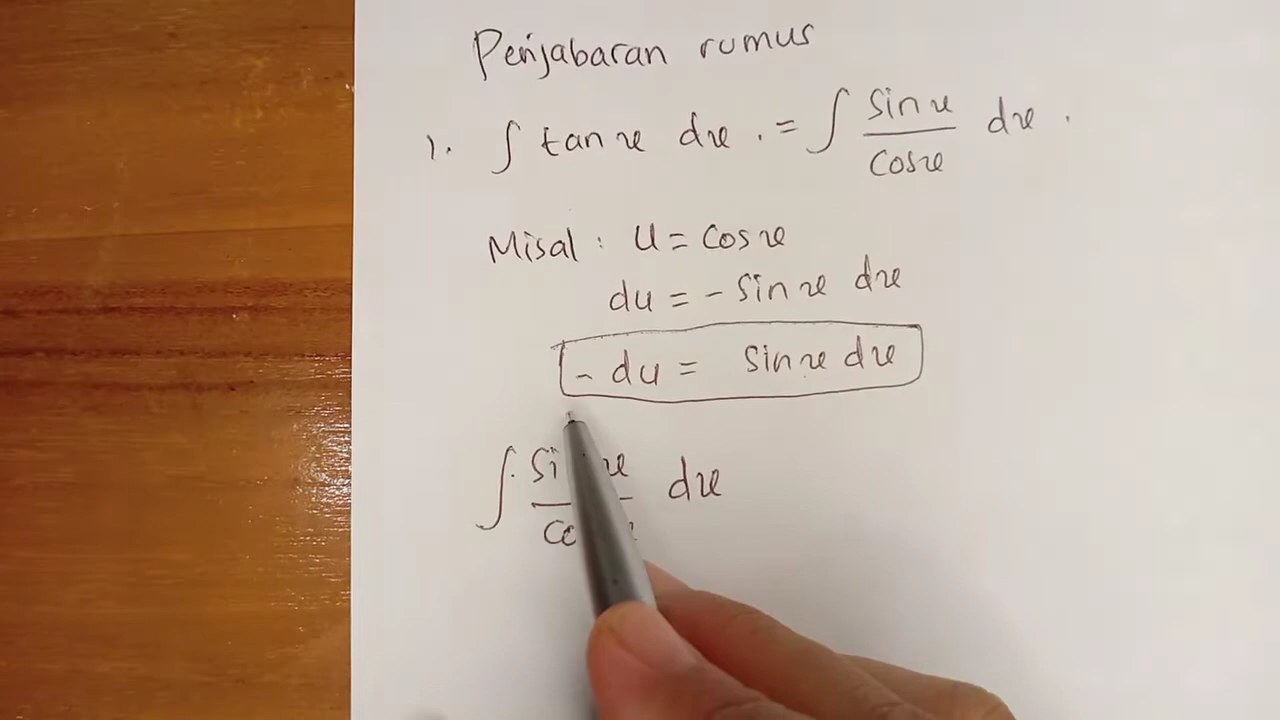 Penjabaran rumus
1. ∫ tan x dx . = ∫ sin x / cos x dx .
Misal : u = cos x
du = - sin x dx
- du = sin x dx
∫ dx